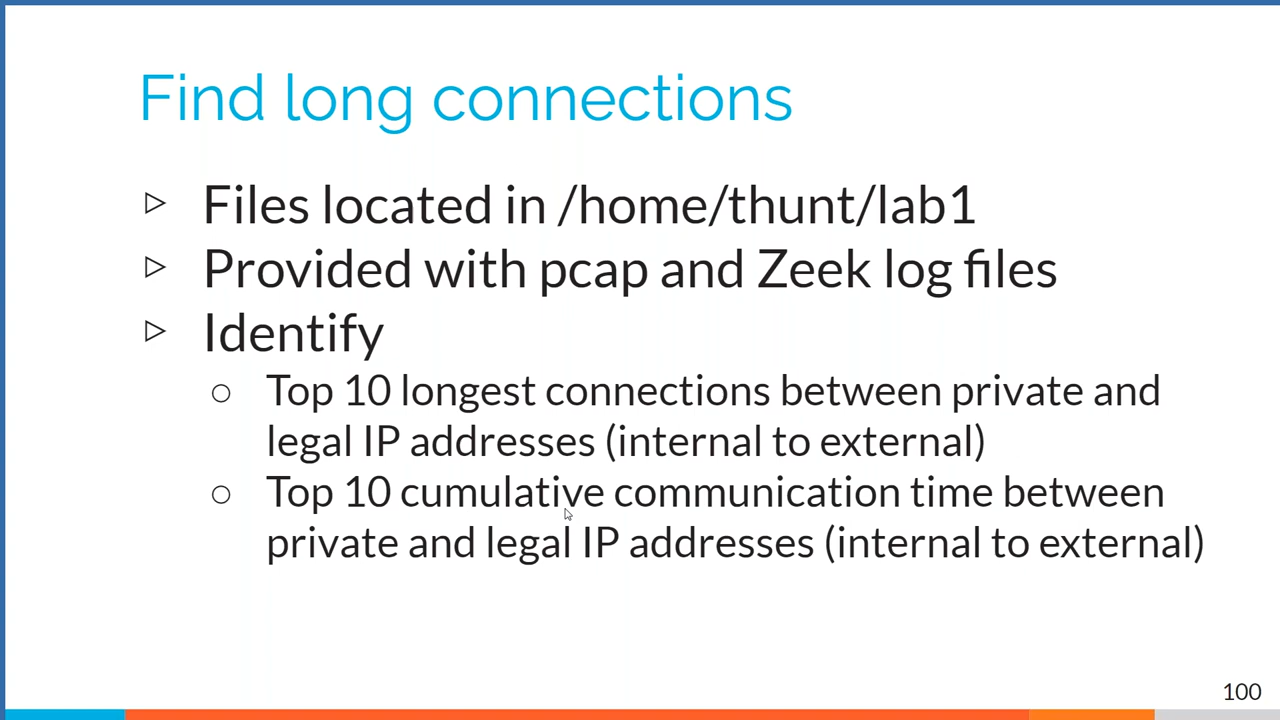 Find long connections
▷ Files located in /home/thunt/lab1
▷ Provided with pcap and Zeek log files
▷ Identify
○ Top 10 longest connections between private and
legal IP addresses (internal to external)
○ Top 10 cumulative communication time between
private and legal IP addresses (internal to external)
100